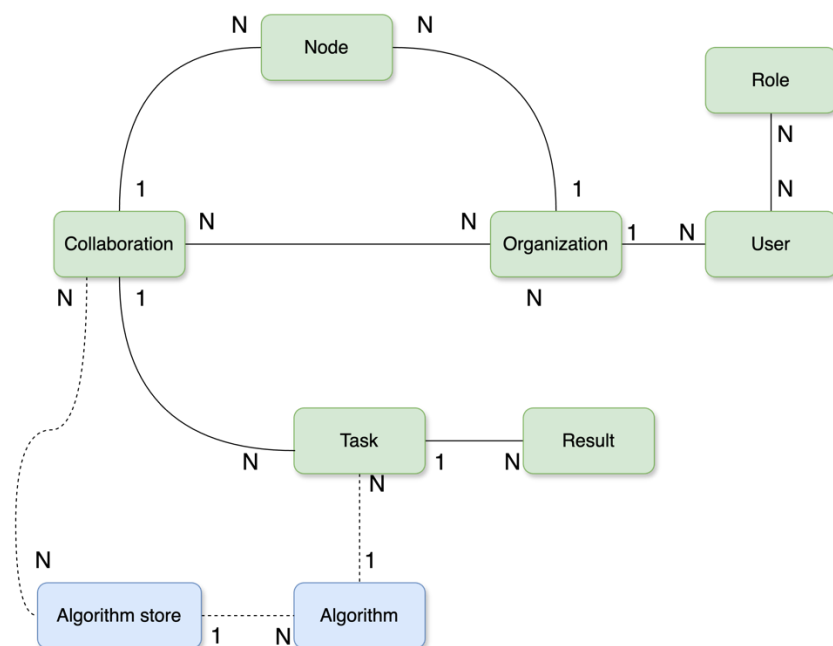 N
Node
N
Role
N
1
1
N
Collaboration
N
N
Organization
1
N
User
N
1
N
Task
1
Result
N
N
N
N
1
Algorithm store
1
N
Algorithm